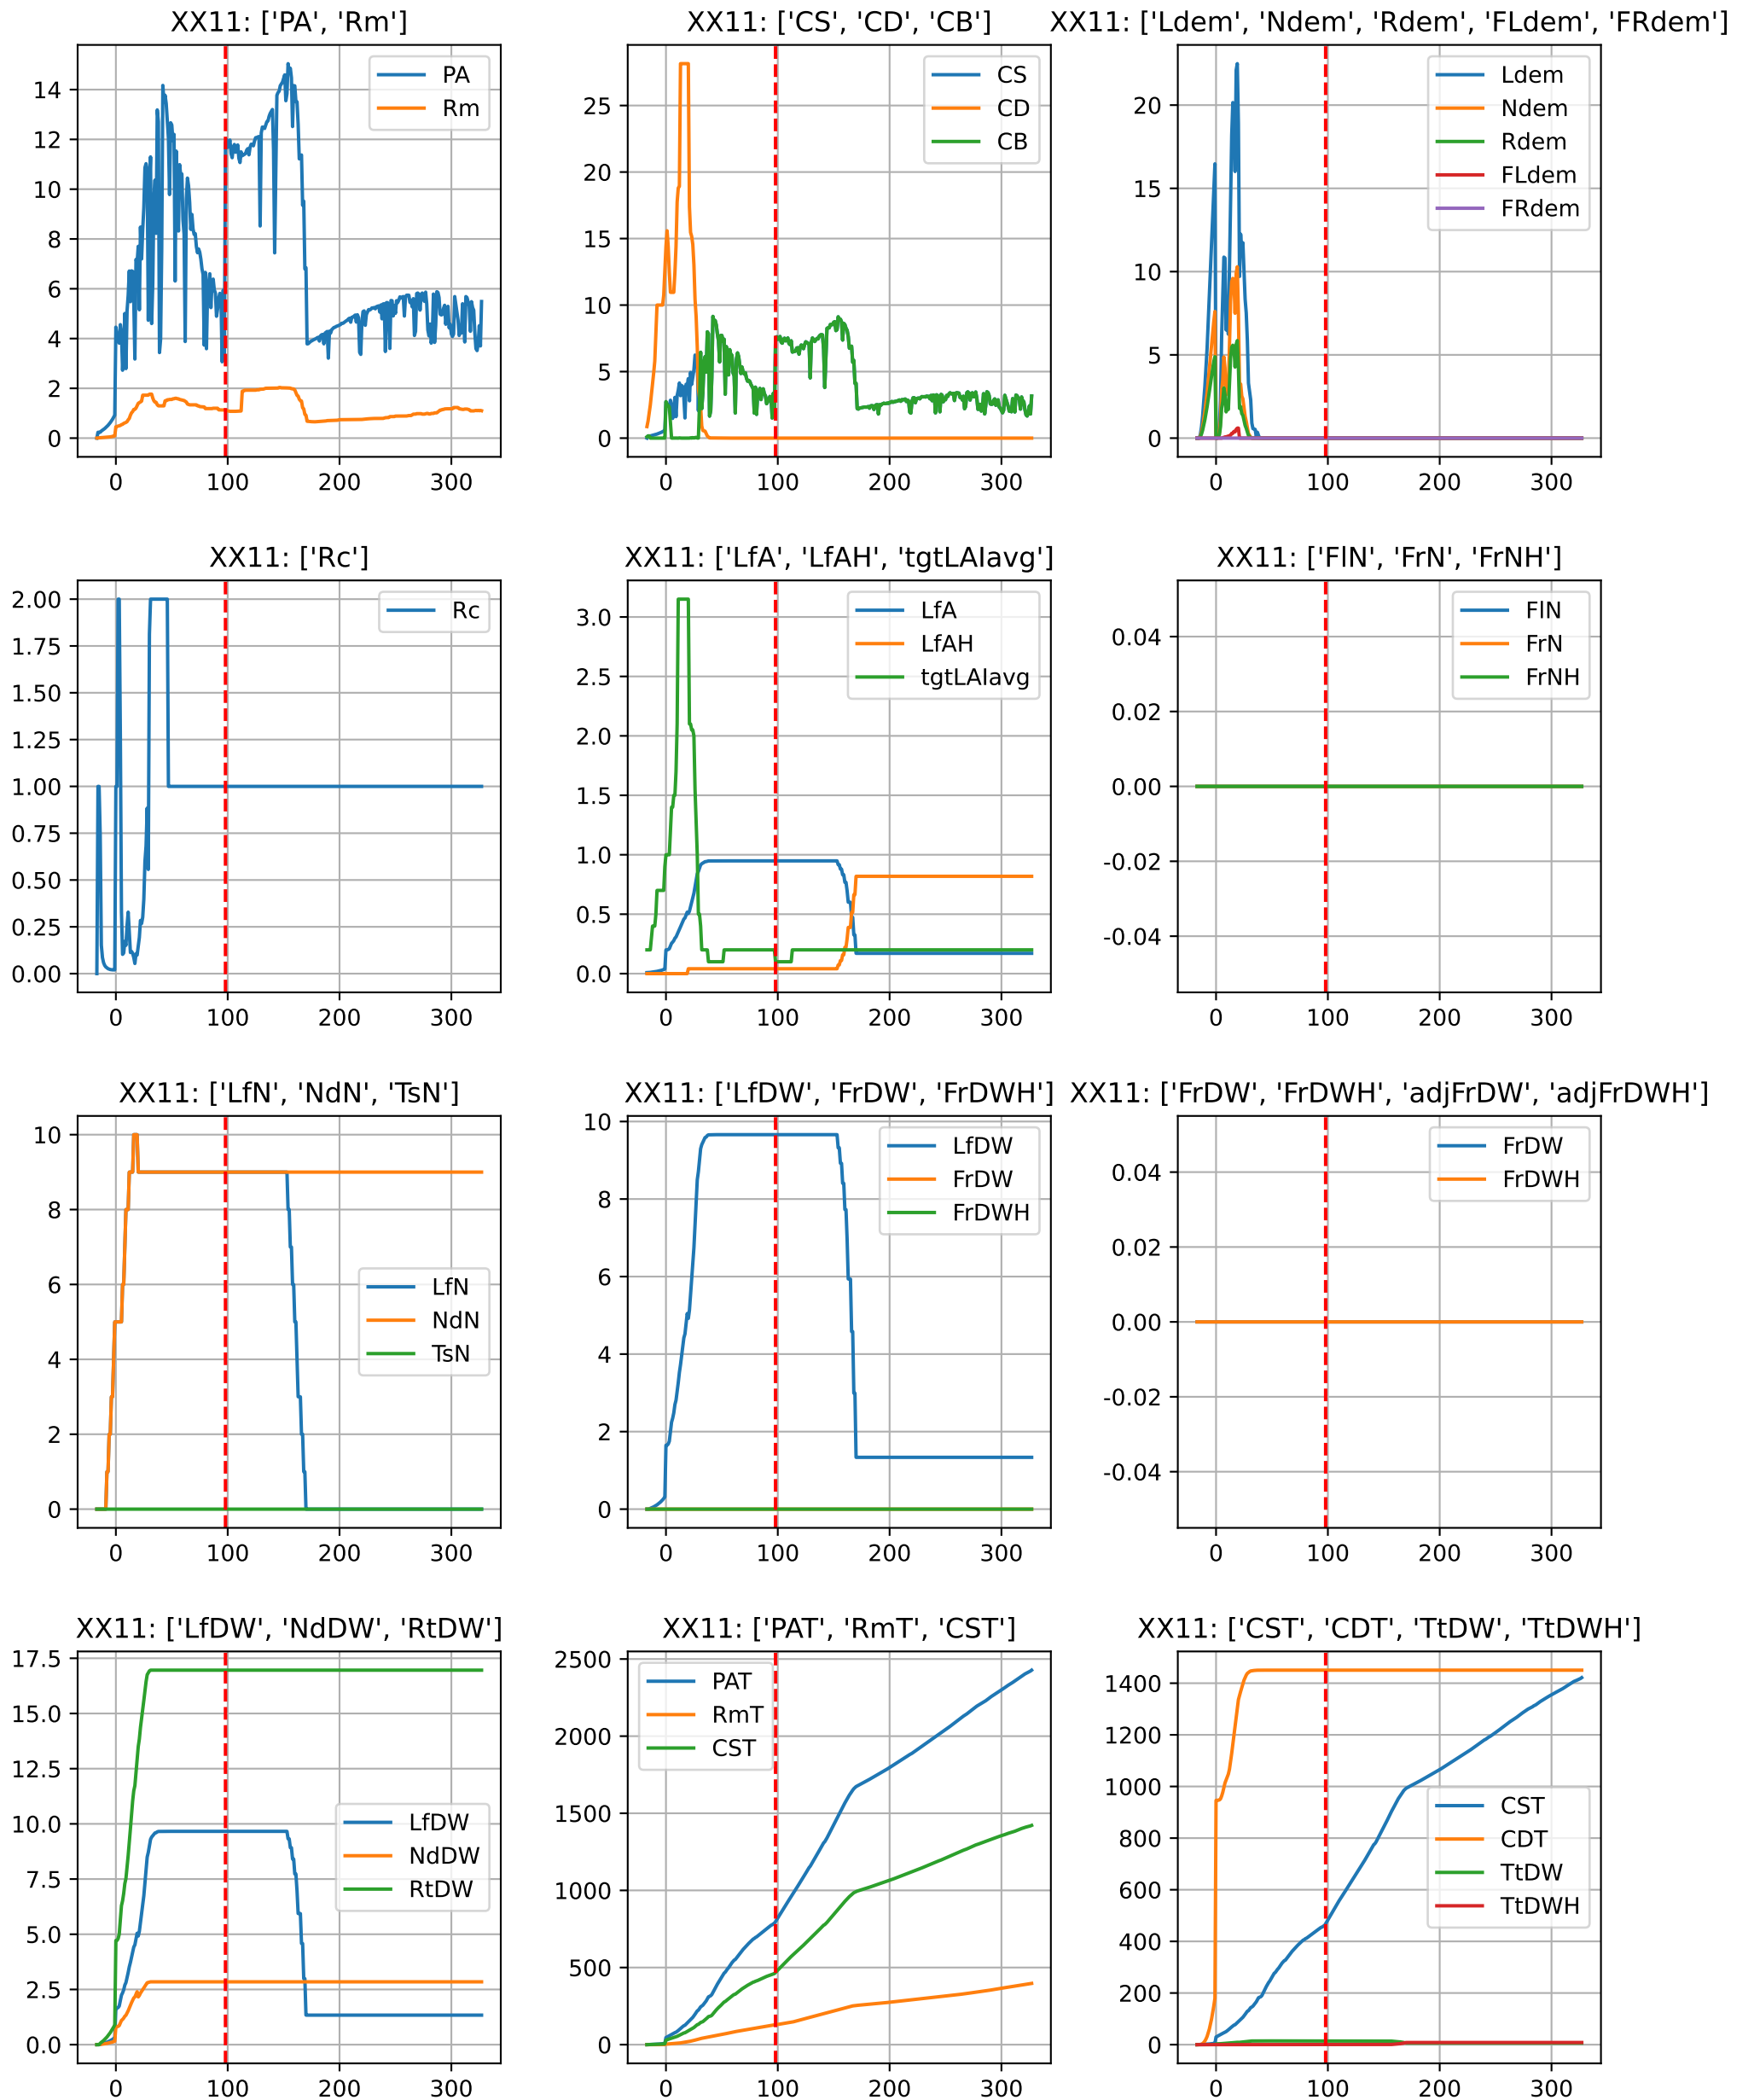 XX11: ['PA', 'Rm']
14
12
10
8
6
4
2
0
0 100 200 300
PA
Rm
XX11: ['CS', 'CD', 'CB']
25
20
15
10
5
0
0 100 200 300
CS
CD
CB
XX11: ['Ldem', 'Ndem', 'Rdem', 'FLdem', 'FRdem']
20
15
10
5
0
0 100 200 300
Ldem
Ndem
Rdem
FLdem
FRdem
XX11: ['Rc']
2.00
1.75
1.50
1.25
1.00
0.75
0.50
0.25
0.00
0 100 200 300
Rc
XX11: ['LfA', 'LfAH', 'tgtLAIavg']
3.0
2.5
2.0
1.5
1.0
0.5
0.0
0 100 200 300
LfA
LfAH
tgtLAIavg
XX11: ['FlN', 'FrN', 'FrNH']
0.04
0.02
0.00
-0.02
-0.04
0 100 200 300
FlN
FrN
FrNH
XX11: ['LfN', 'NdN', 'TsN']
10
8
6
4
2
0
0 100 200 300
LfN
NdN
TsN
XX11: ['LfDW', 'FrDW', 'FrDWH']
10
8
6
4
2
0
0 100 200 300
LfDW
FrDW
FrDWH
XX11: ['FrDW', 'FrDWH', 'adjFrDW', 'adjFrDWH']
0.04
0.02
0.00
-0.02
-0.04
0 100 200 300
FrDW
FrDWH
XX11: ['LfDW', 'NdDW', 'RtDW']
17.5
15.0
12.5
10.0
7.5
5.0
2.5
0.0
0 100 200 300
LfDW
NdDW
RtDW
XX11: ['PAT', 'RmT', 'CST']
2500
2000
1500
1000
500
0
0 100 200 300
PAT
RmT
CST
XX11: ['CST', 'CDT', 'TtDW', 'TtDWH']
1400
1200
1000
800
600
400
200
0
0 100 200 300
CST
CDT
TtDW
TtDWH